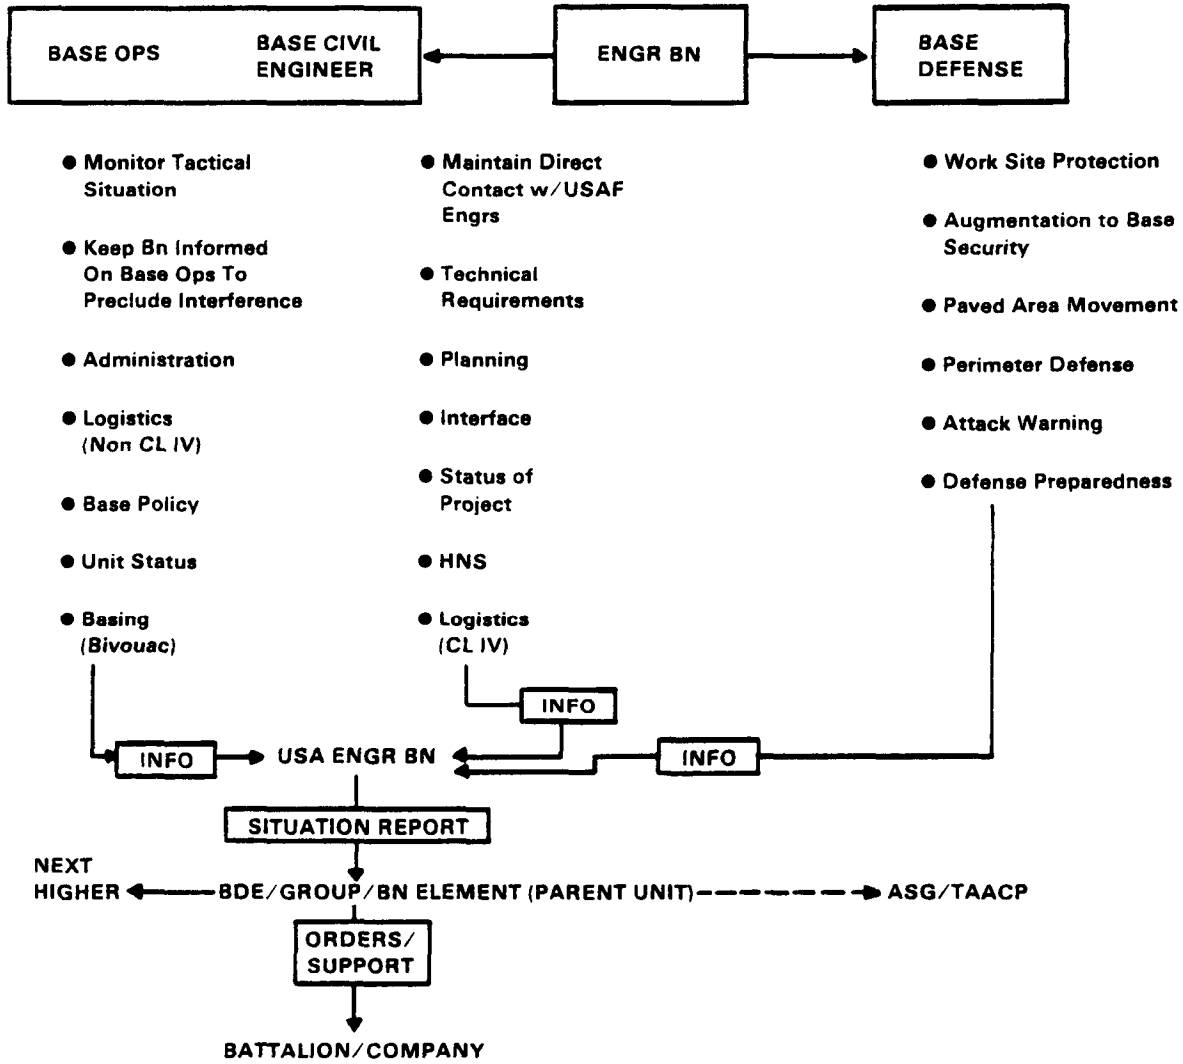 BASE OPS
BASE CIVIL
ENGINEER
ENGR BN
BASE
DEFENSE
● Monitor Tactical
Situation
● Keep Bn Informed
On Base Ops To
Preclude Interference
● Administration
● Logistics
(Non CL IV)
● Base Policy
● Unit Status
● Basing
(Bivouac)
● Maintain Direct
Contact w/USAF
Engrs
● Technical
Requirements
● Planning
● Interface
● Status of
Project
● HNS
● Logistics
(CL IV)
● Work Site Protection
● Augmentation to Base
Security
● Paved Area Movement
● Perimeter Defense
● Attack Warning
● Defense Preparedness
INFO
INFO
USA ENGR BN
INFO
SITUATION REPORT
NEXT
HIGHER
BDE/GROUP/BN ELEMENT (PARENT UNIT)
ASG/TAACP
ORDERS/
SUPPORT
BATTALION/COMPANY